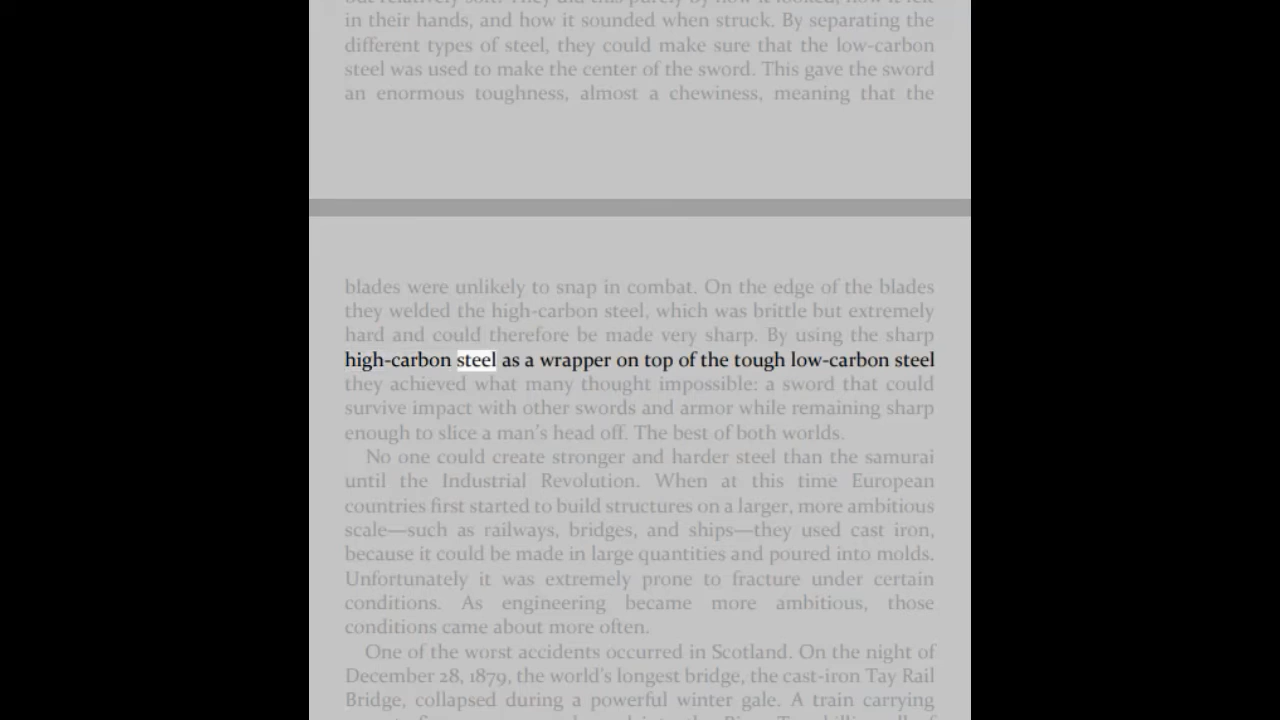 in their hands, and how it sounded when struck. By separating the
different types of steel, they could make sure that the low-carbon
steel was used to make the center of the sword. This gave the sword
an enormous toughness, almost a chewiness, meaning that the
blades were unlikely to snap in combat. On the edge of the blades
they welded the high-carbon steel, which was brittle but extremely
hard and could therefore be made very sharp. By using the sharp
high-carbon steel as a wrapper on top of the tough low-carbon steel
they achieved what many thought impossible: a sword that could
survive impact with other swords and armor while remaining sharp
enough to slice a man's head off. The best of both worlds.
No one could create stronger and harder steel than the samurai
until the Industrial Revolution. When at this time European
countries first started to build structures on a larger, more ambitious
scale—such as railways, bridges, and ships—they used cast iron,
because it could be made in large quantities and poured into molds.
Unfortunately it was extremely prone to fracture under certain
conditions. As engineering became more ambitious, those
conditions came about more often.
One of the worst accidents occurred in Scotland. On the night of
December 28, 1879, the world's longest bridge, the cast-iron Tay Rail
Bridge, collapsed during a powerful winter gale. A train carrying